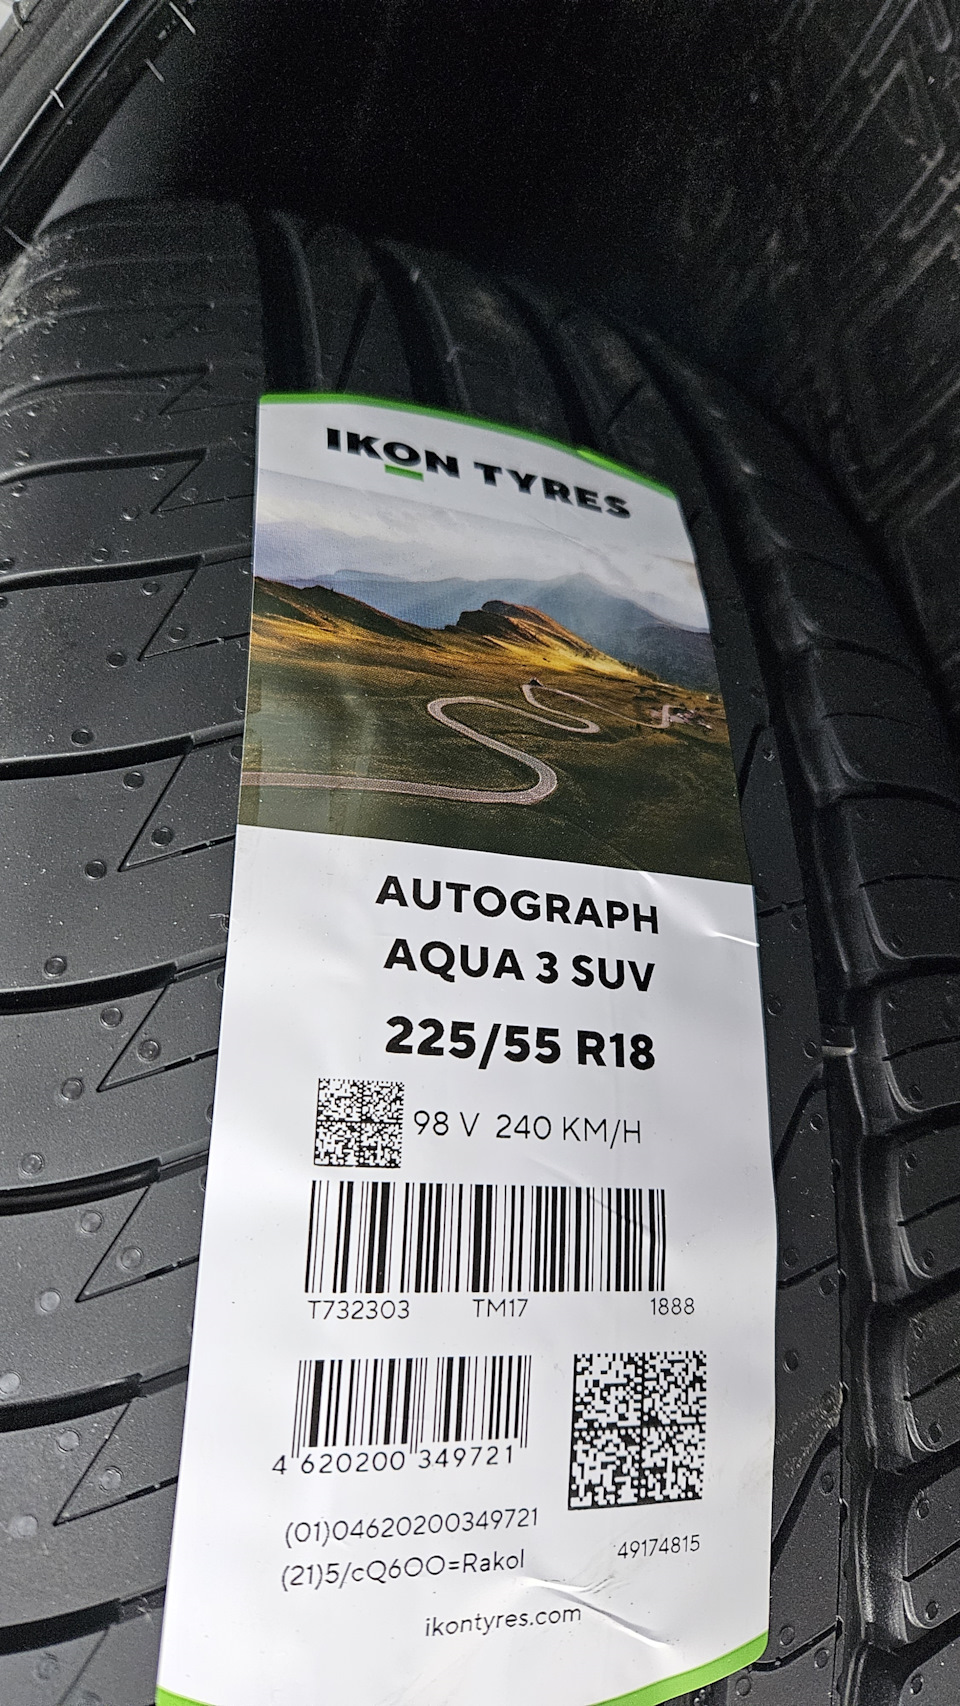 IKON TYRES
AUTOGRAPH
AQUA 3 SUV
225/55 R18
98 V 240 KM/H
T732303 TM17 1888
4 620200 349721
(01)04620200349721
(21)5/cQ6OO=Rakol
49174815
ikontyres.com